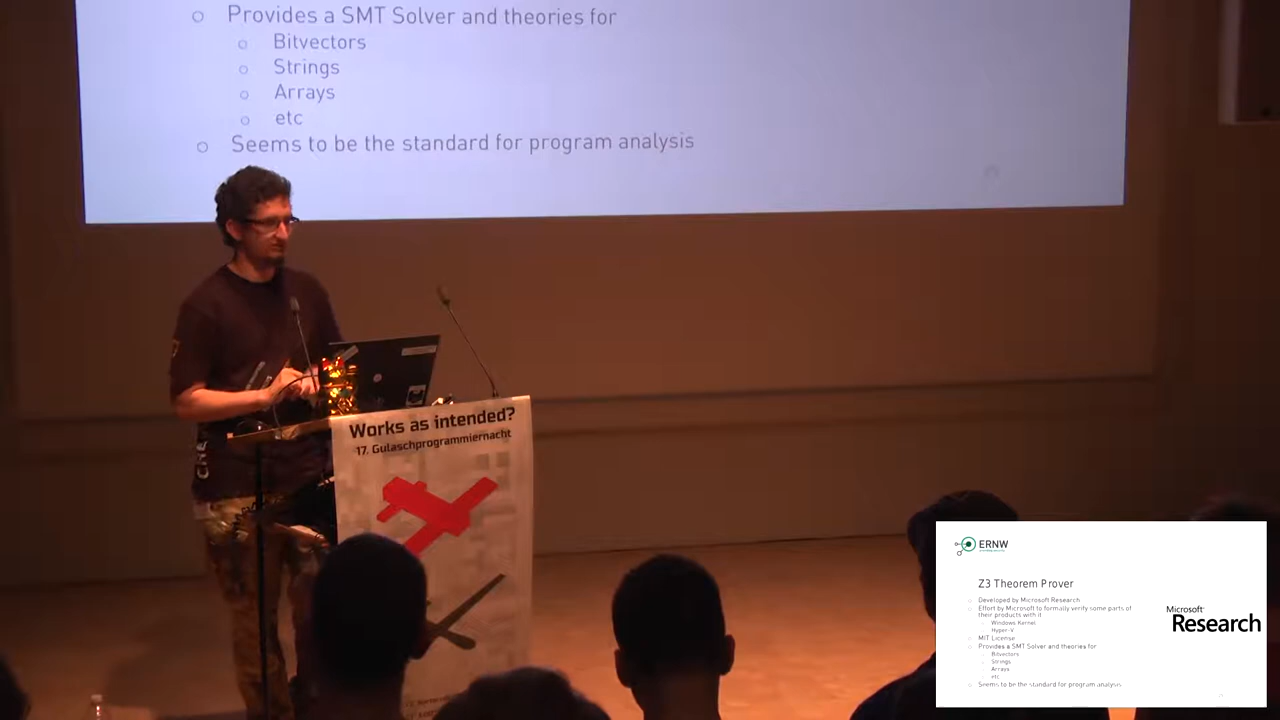 Provides a SMT Solver and theories for
Bitvectors
Strings
Arrays
etc
Seems to be the standard for program analysis
Works as intended?
17. Gulaschprogrammiernacht
ERNW
Z3 Theorem Prover
Developed by Microsoft Research
Effort by Microsoft to formally verify some parts of
their products with it
Windows Kernel
Hyper-V
MIT License
Provides a SMT Solver and theories for
Bitvectors
Strings
Arrays
etc
Seems to be the standard for program analysis
Microsoft
Research